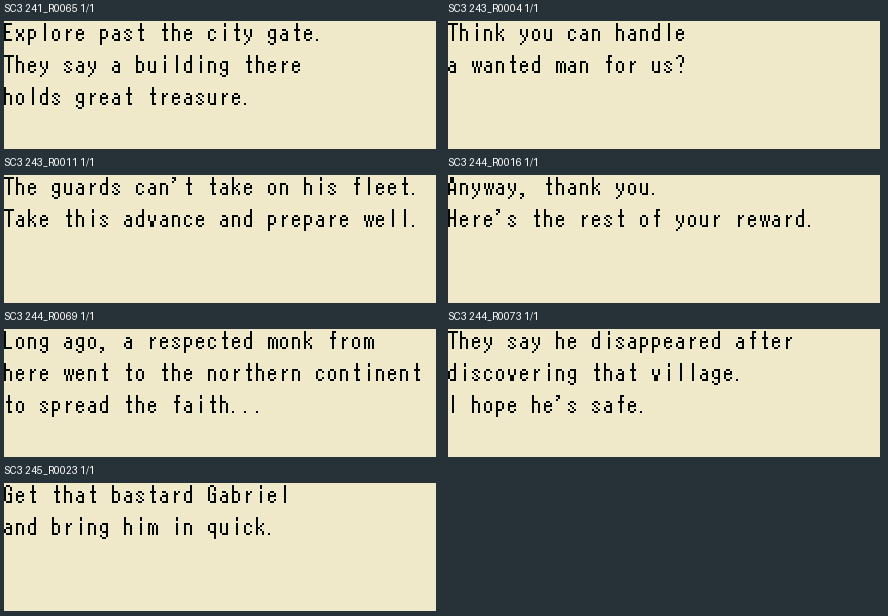 SC3 241_R0065 1/1
Explore past the city gate.
They say a building there
holds great treasure.
SC3 243_R0004 1/1
Think you can handle
a wanted man for us?
SC3 243_R0011 1/1
The guards can't take on his fleet.
Take this advance and prepare well.
SC3 244_R0016 1/1
Anyway, thank you.
Here's the rest of your reward.
SC3 244_R0069 1/1
Long ago, a respected monk from
here went to the northern continent
to spread the faith...
SC3 244_R0073 1/1
They say he disappeared after
discovering that village.
I hope he's safe.
SC3 245_R0023 1/1
Get that bastard Gabriel
and bring him in quick.